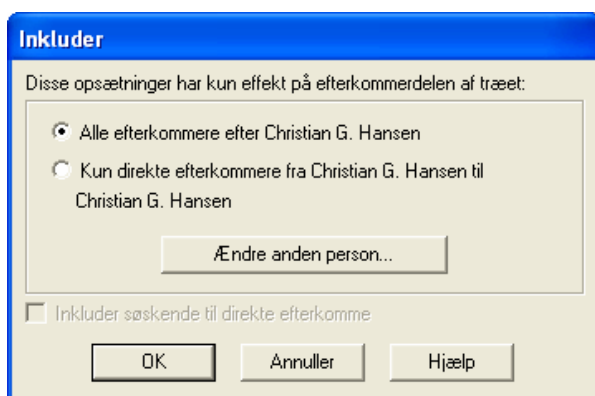 Inkluder
Disse opsætninger har kun effekt på efterkommerdelen af træet:
Alle efterkommere efter Christian G. Hansen
Kun direkte efterkommere fra Christian G. Hansen til
Christian G. Hansen
Ændre anden person...
Inkluder søskende til direkte efterkomme
OK
Annuller
Hjælp